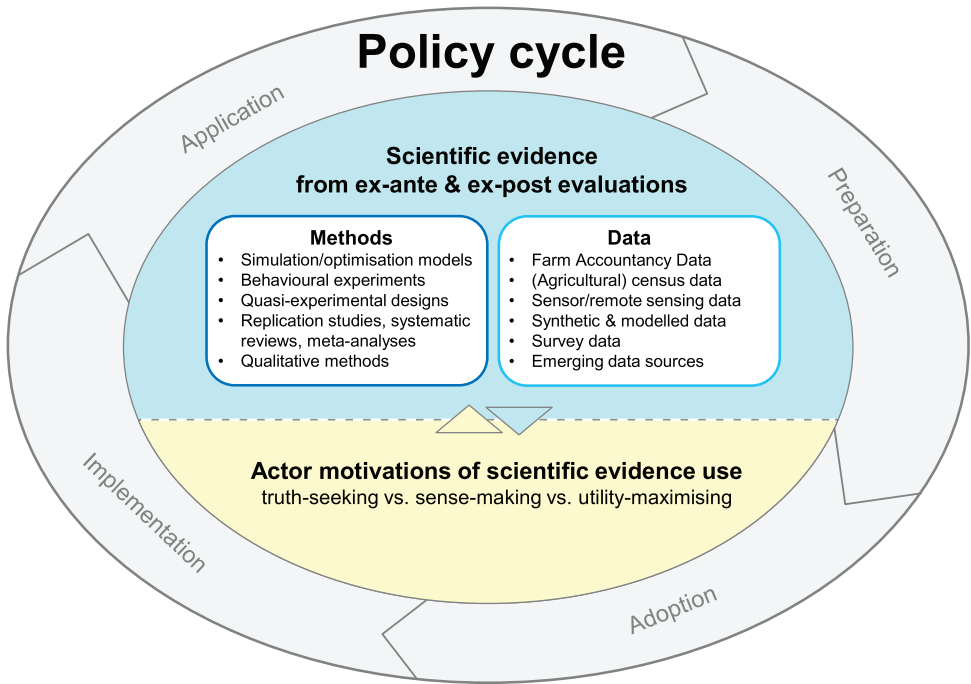 Policy cycle
Application
Preparation
Scientific evidence
from ex-ante & ex-post evaluations
Methods
• Simulation/optimisation models
• Behavioural experiments
• Quasi-experimental designs
• Replication studies, systematic
reviews, meta-analyses
• Qualitative methods
Data
• Farm Accountancy Data
• (Agricultural) census data
• Sensor/remote sensing data
• Synthetic & modelled data
• Survey data
• Emerging data sources
Actor motivations of scientific evidence use
truth-seeking vs. sense-making vs. utility-maximising
Implementation
Adoption